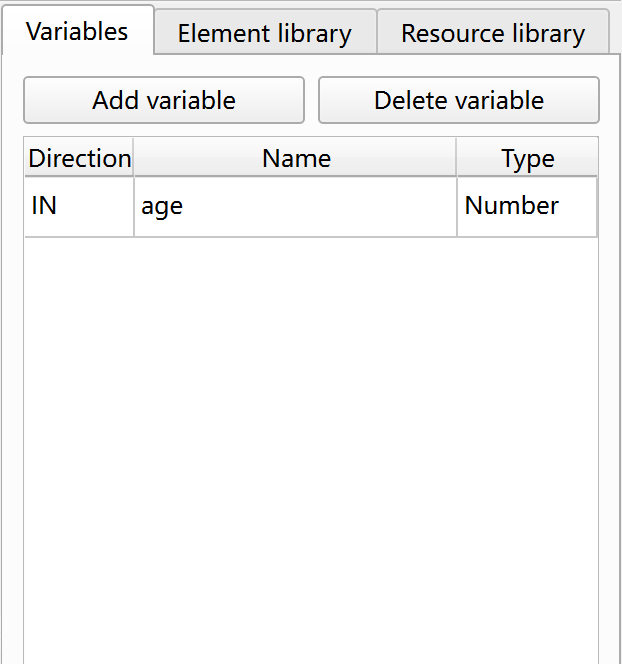 Variables Element library Resource library
Add variable Delete variable
Direction Name Type
IN age Number